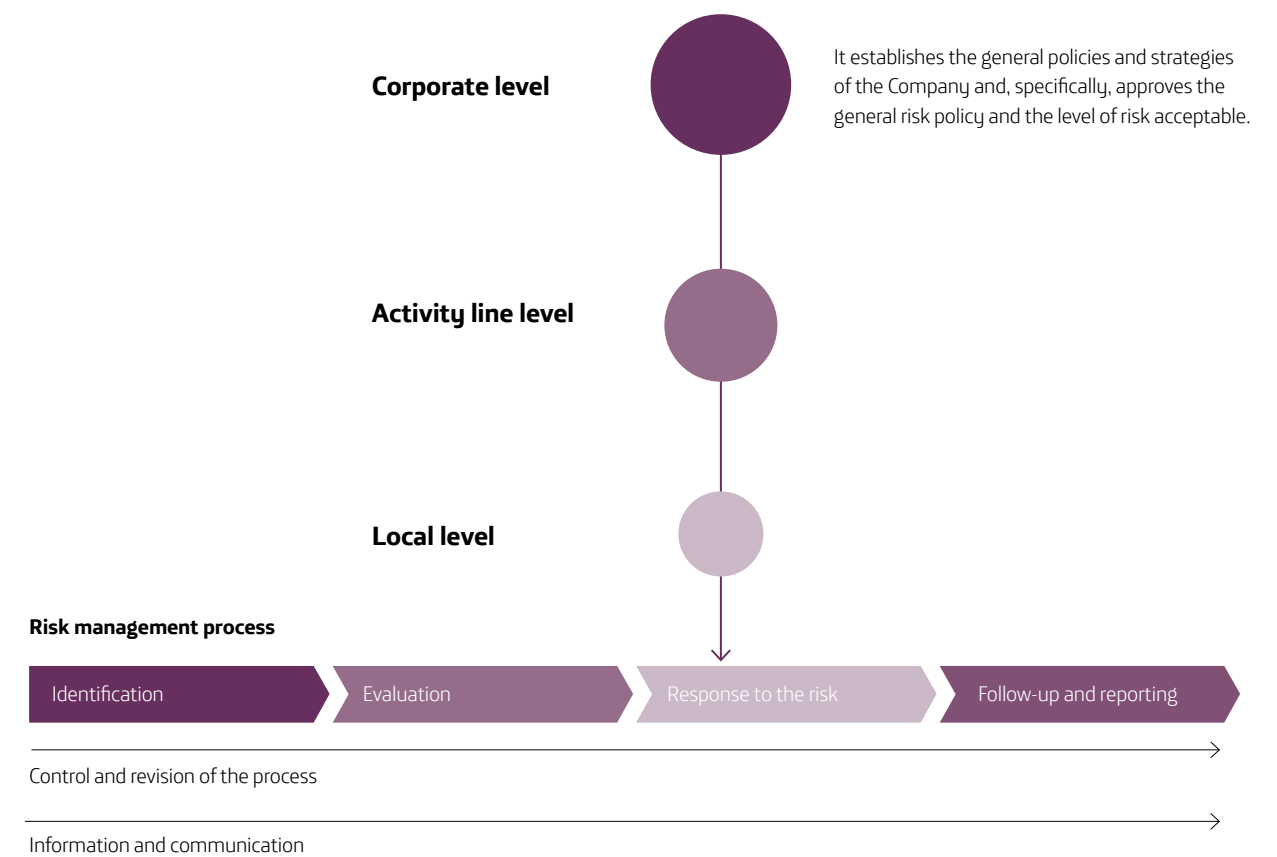 Corporate level
It establishes the general policies and strategies
of the Company and, specifically, approves the
general risk policy and the level of risk acceptable.
Activity line level
Local level
Risk management process
Identification
Evaluation
Response to the risk
Follow-up and reporting
Control and revision of the process
Information and communication